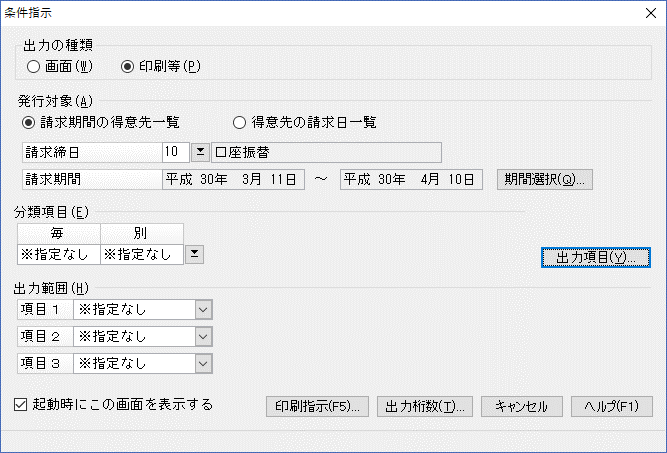 条件指示
出力の種類
画面(W) 印刷等(P)
発行対象(A)
請求期間の得意先一覧 得意先の請求日一覧
請求締日 10 口座振替
請求期間 平成 30年 3月 11日 ～ 平成 30年 4月 10日 期間選択(Q)...
分類項目(E)
毎 別
※指定なし ※指定なし
出力項目(Y)...
出力範囲(H)
項目１ ※指定なし
項目２ ※指定なし
項目３ ※指定なし
起動時にこの画面を表示する 印刷指示(F5)... 出力桁数(T)... キャンセル ヘルプ(F1)